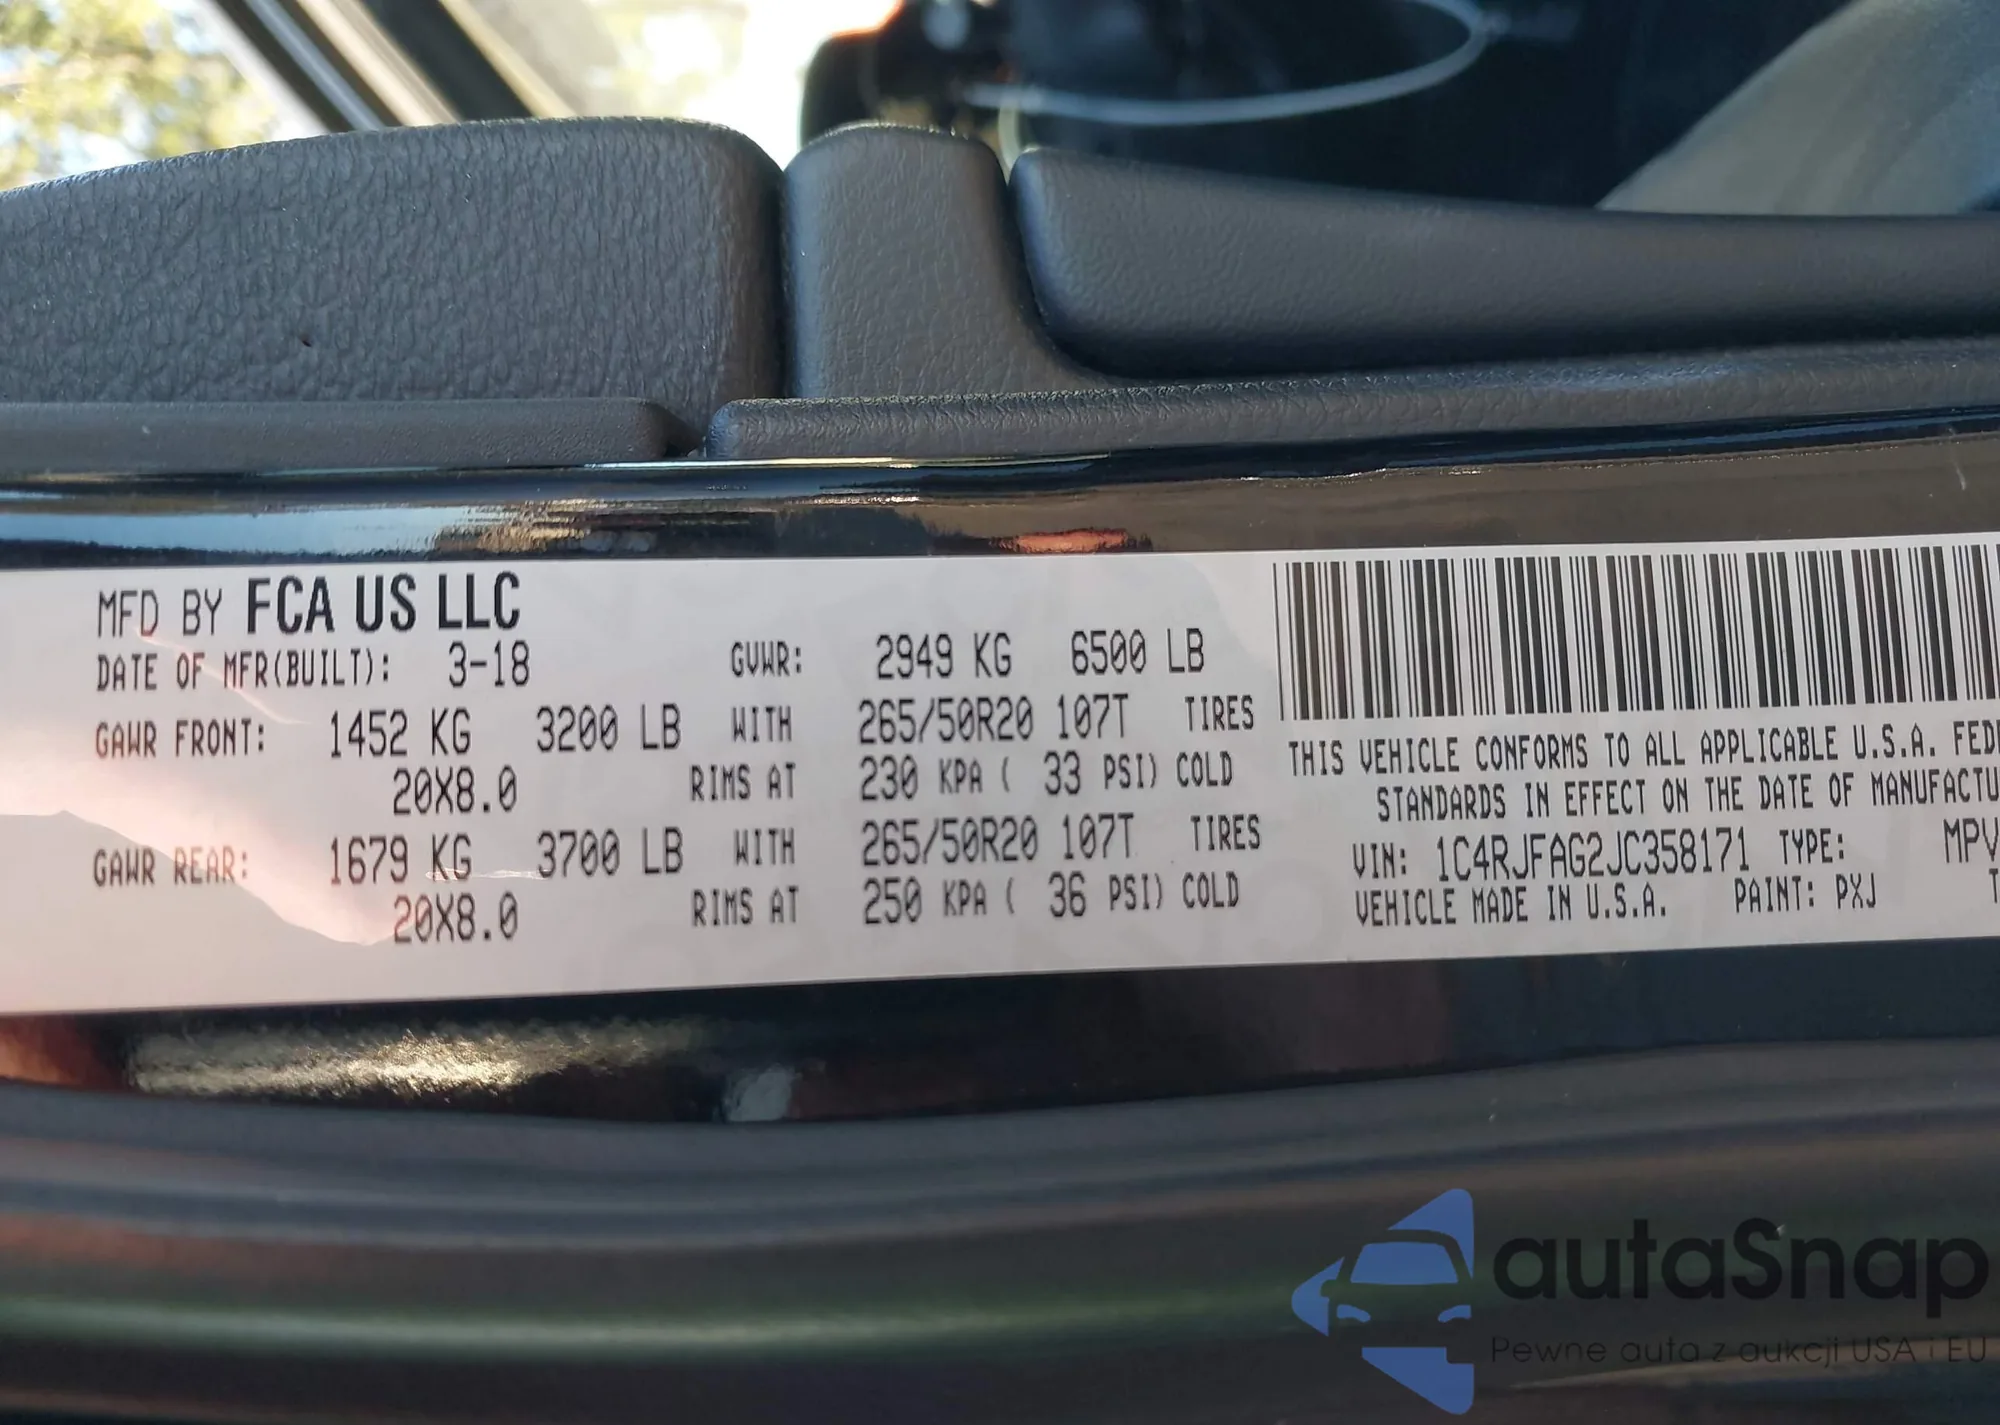 MFD BY FCA US LLC
DATE OF MFR(BUILT): 3-18 GVWR: 2949 KG 6500 LB
GAWR FRONT: 1452 KG 3200 LB WITH 265/50R20 107T TIRES
20X8.0 RIMS AT 230 KPA ( 33 PSI) COLD
GAWR REAR: 1679 KG 3700 LB WITH 265/50R20 107T TIRES
20X8.0 RIMS AT 250 KPA ( 36 PSI) COLD
THIS VEHICLE CONFORMS TO ALL APPLICABLE U.S.A. FED
STANDARDS IN EFFECT ON THE DATE OF MANUFACTU
VIN: 1C4RJFAG2JC358171 TYPE: MPV
VEHICLE MADE IN U.S.A. PAINT: PXJ
autaSnap
Pewne auta z aukcji USA i EU